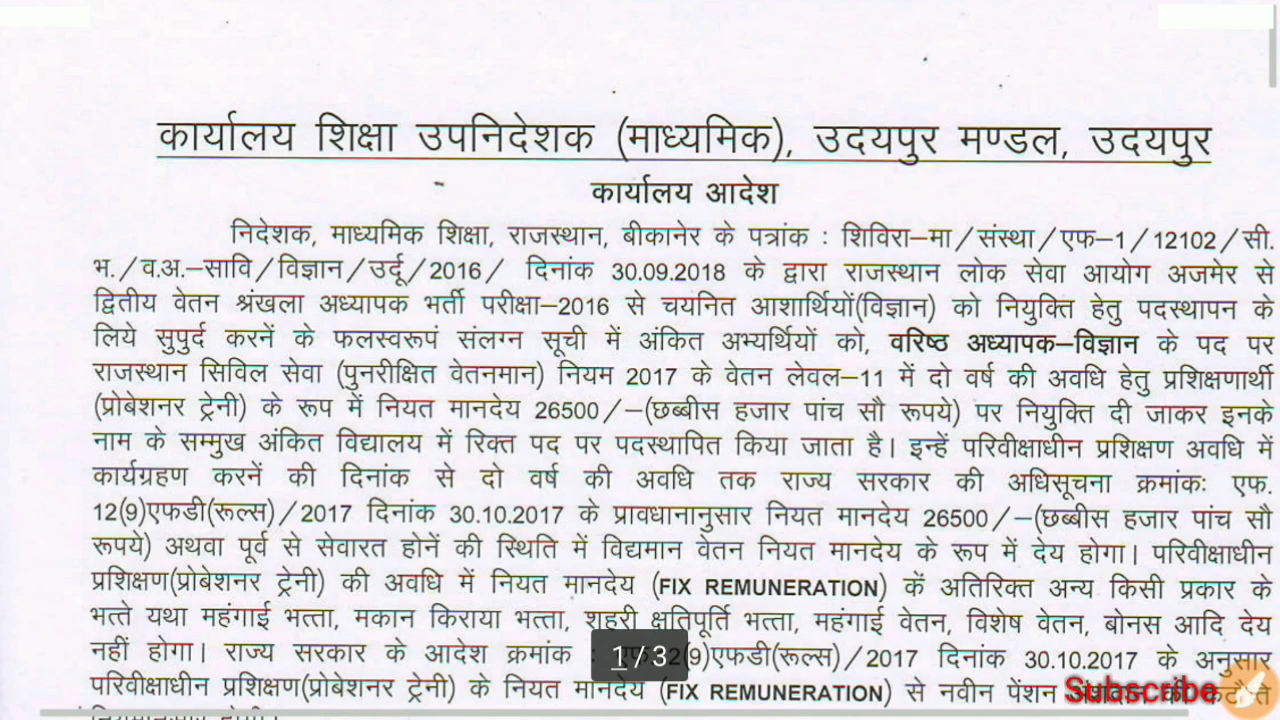 कार्यालय शिक्षा उपनिदेशक (माध्यमिक), उदयपुर मण्डल, उदयपुर
कार्यालय आदेश
निदेशक, माध्यमिक शिक्षा, राजस्थान, बीकानेर के पत्रांक : शिविरा–मा/संस्था/एफ–1/12102/सी.
भ./व.अ.–सावि/विज्ञान/उर्दू/2016/ दिनांक 30.09.2018 के द्वारा राजस्थान लोक सेवा आयोग अजमेर से
द्वितीय वेतन श्रंखला अध्यापक भर्ती परीक्षा–2016 से चयनित आशार्थियों(विज्ञान) को नियुक्ति हेतु पदस्थापन के
लिये सुपुर्द करनें के फलस्वरूपं संलग्न सूची में अंकित अभ्यर्थियों को, वरिष्ठ अध्यापक–विज्ञान के पद पर
राजस्थान सिविल सेवा (पुनरीक्षित वेतनमान) नियम 2017 के वेतन लेवल–11 में दो वर्ष की अवधि हेतु प्रशिक्षणार्थी
(प्रोबेशनर ट्रेनी) के रूप में नियत मानदेय 26500/–(छब्बीस हजार पांच सौ रूपये) पर नियुक्ति दी जाकर इनके
नाम के सम्मुख अंकित विद्यालय में रिक्त पद पर पदस्थापित किया जाता है। इन्हें परिवीक्षाधीन प्रशिक्षण अवधि में
कार्यग्रहण करनें की दिनांक से दो वर्ष की अवधि तक राज्य सरकार की अधिसूचना क्रमांकः एफ.
12(9)एफडी(रूल्स)/2017 दिनांक 30.10.2017 के प्रावधानानुसार नियत मानदेय 26500/–(छब्बीस हजार पांच सौ
रूपये) अथवा पूर्व से सेवारत होनें की स्थिति में विद्यमान वेतन नियत मानदेय के रूप में देय होगा। परिवीक्षाधीन
प्रशिक्षण(प्रोबेशनर ट्रेनी) की अवधि में नियत मानदेय (FIX REMUNERATION) कें अतिरिक्त अन्य किसी प्रकार के
भत्ते यथा महंगाई भत्ता, मकान किराया भत्ता, शहरी क्षतिपूर्ति भत्ता, महंगाई वेतन, विशेष वेतन, बोनस आदि देय
नहीं होगा। राज्य सरकार के आदेश क्रमांक : एफ.12(9)एफडी(रूल्स)/2017 दिनांक 30.10.2017 के अनुसार
1 / 3
परिवीक्षाधीन प्रशिक्षण(प्रोबेशनर ट्रेनी) के नियत मानदेय (FIX REMUNERATION) से नवीन पेंशन
Subscribe